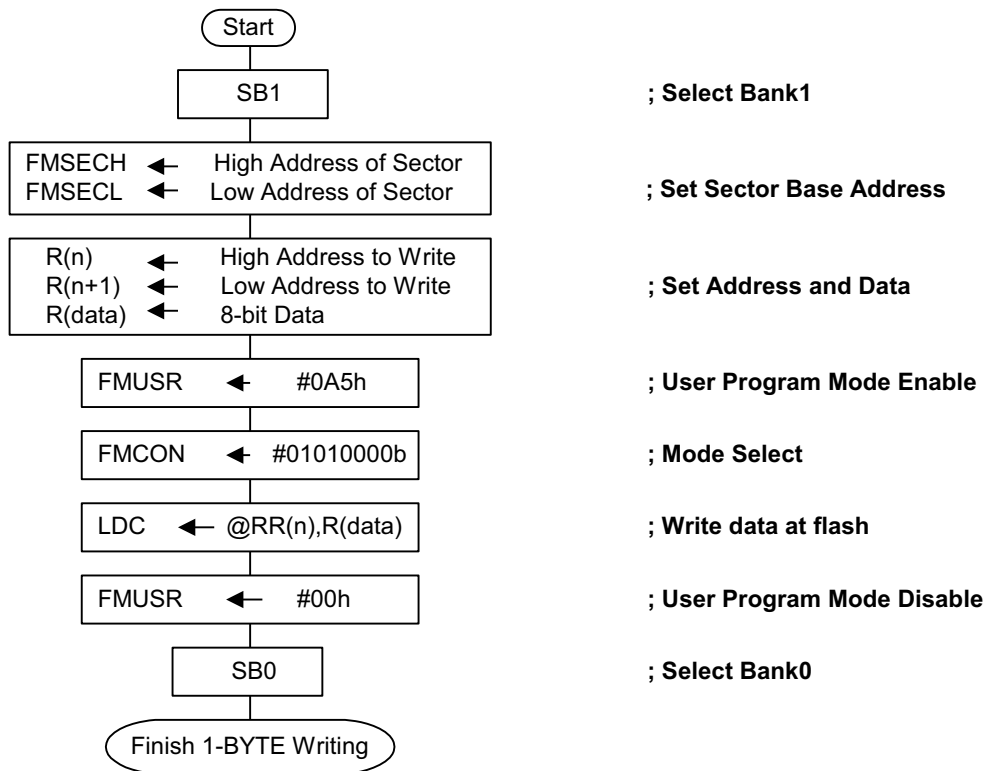 Start
SB1 ; Select Bank1
FMSECH High Address of Sector
FMSECL Low Address of Sector ; Set Sector Base Address
R(n) High Address to Write
R(n+1) Low Address to Write ; Set Address and Data
R(data) 8-bit Data
FMUSR #0A5h ; User Program Mode Enable
FMCON #01010000b ; Mode Select
LDC @RR(n),R(data) ; Write data at flash
FMUSR #00h ; User Program Mode Disable
SB0 ; Select Bank0
Finish 1-BYTE Writing